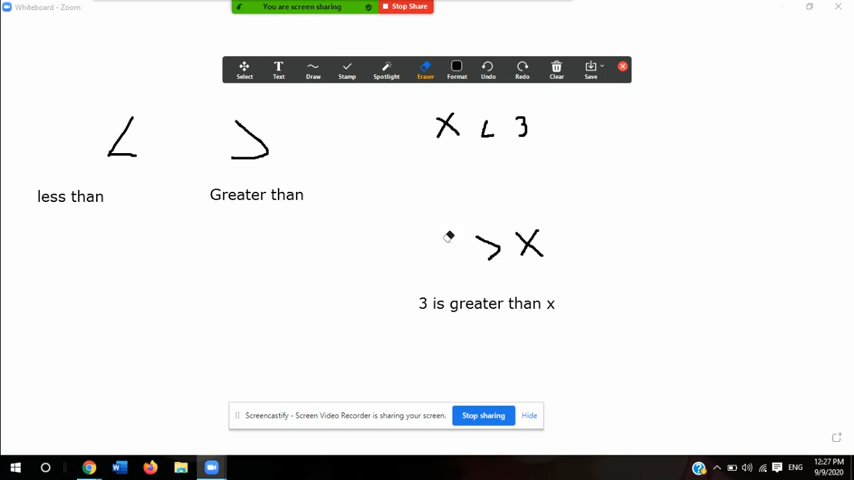 Whiteboard - Zoom
You are screen sharing
Stop Share
Select
Text
Draw
Stamp
Spotlight
Eraser
Format
Undo
Redo
Clear
Save
< >
X < 3
less than
Greater than
> X
3 is greater than x
Screencastify - Screen Video Recorder is sharing your screen.
Stop sharing
Hide
ENG
12:27 PM
9/9/2020